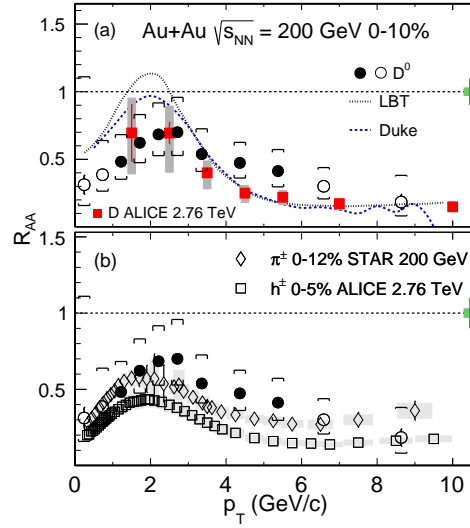 (a) Au+Au √s_NN = 200 GeV 0-10%
D⁰
LBT
Duke
1.5
1
0.5
D ALICE 2.76 TeV
R_AA
(b)
π± 0-12% STAR 200 GeV
h± 0-5% ALICE 2.76 TeV
1.5
1
0.5
0 2 4 6 8 10
p_T (GeV/c)